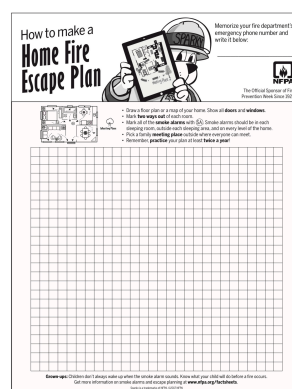 How to make a
Home Fire
Escape Plan
SPARKY
Memorize your fire department's
emergency phone number and
write it below:
NFPA
The Official Sponsor of Fire
Prevention Week Since 192
Meeting Place
• Draw a floor plan or a map of your home. Show all doors and windows.
• Mark two ways out of each room.
• Mark all of the smoke alarms with SA. Smoke alarms should be in each
sleeping room, outside each sleeping area, and on every level of the home.
• Pick a family meeting place outside where everyone can meet.
• Remember, practice your plan at least twice a year!
Grown-ups: Children don't always wake up when the smoke alarm sounds. Know what your child will do before a fire occurs.
Get more information on smoke alarms and escape planning at www.nfpa.org/factsheets.